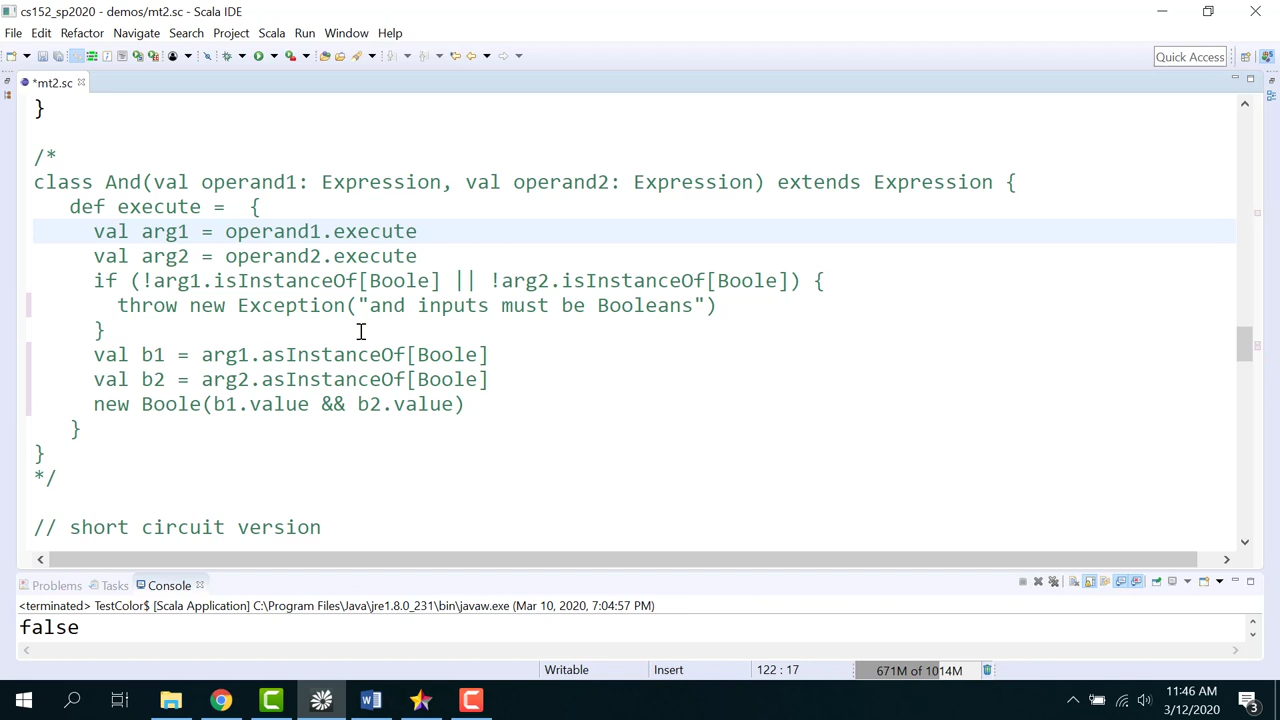 cs152_sp2020 - demos/mt2.sc - Scala IDE
File Edit Refactor Navigate Search Project Scala Run Window Help
Quick Access
*mt2.sc
}
/*
class And(val operand1: Expression, val operand2: Expression) extends Expression {
def execute = {
val arg1 = operand1.execute
val arg2 = operand2.execute
if (!arg1.isInstanceOf[Boole] || !arg2.isInstanceOf[Boole]) {
throw new Exception("and inputs must be Booleans")
}
val b1 = arg1.asInstanceOf[Boole]
val b2 = arg2.asInstanceOf[Boole]
new Boole(b1.value && b2.value)
}
}
*/
// short circuit version
Problems Tasks Console
<terminated> TestColor$ [Scala Application] C:\Program Files\Java\jre1.8.0_231\bin\javaw.exe (Mar 10, 2020, 7:04:57 PM)
false
Writable Insert 122 : 17 671M of 1014M
11:46 AM
3/12/2020
3